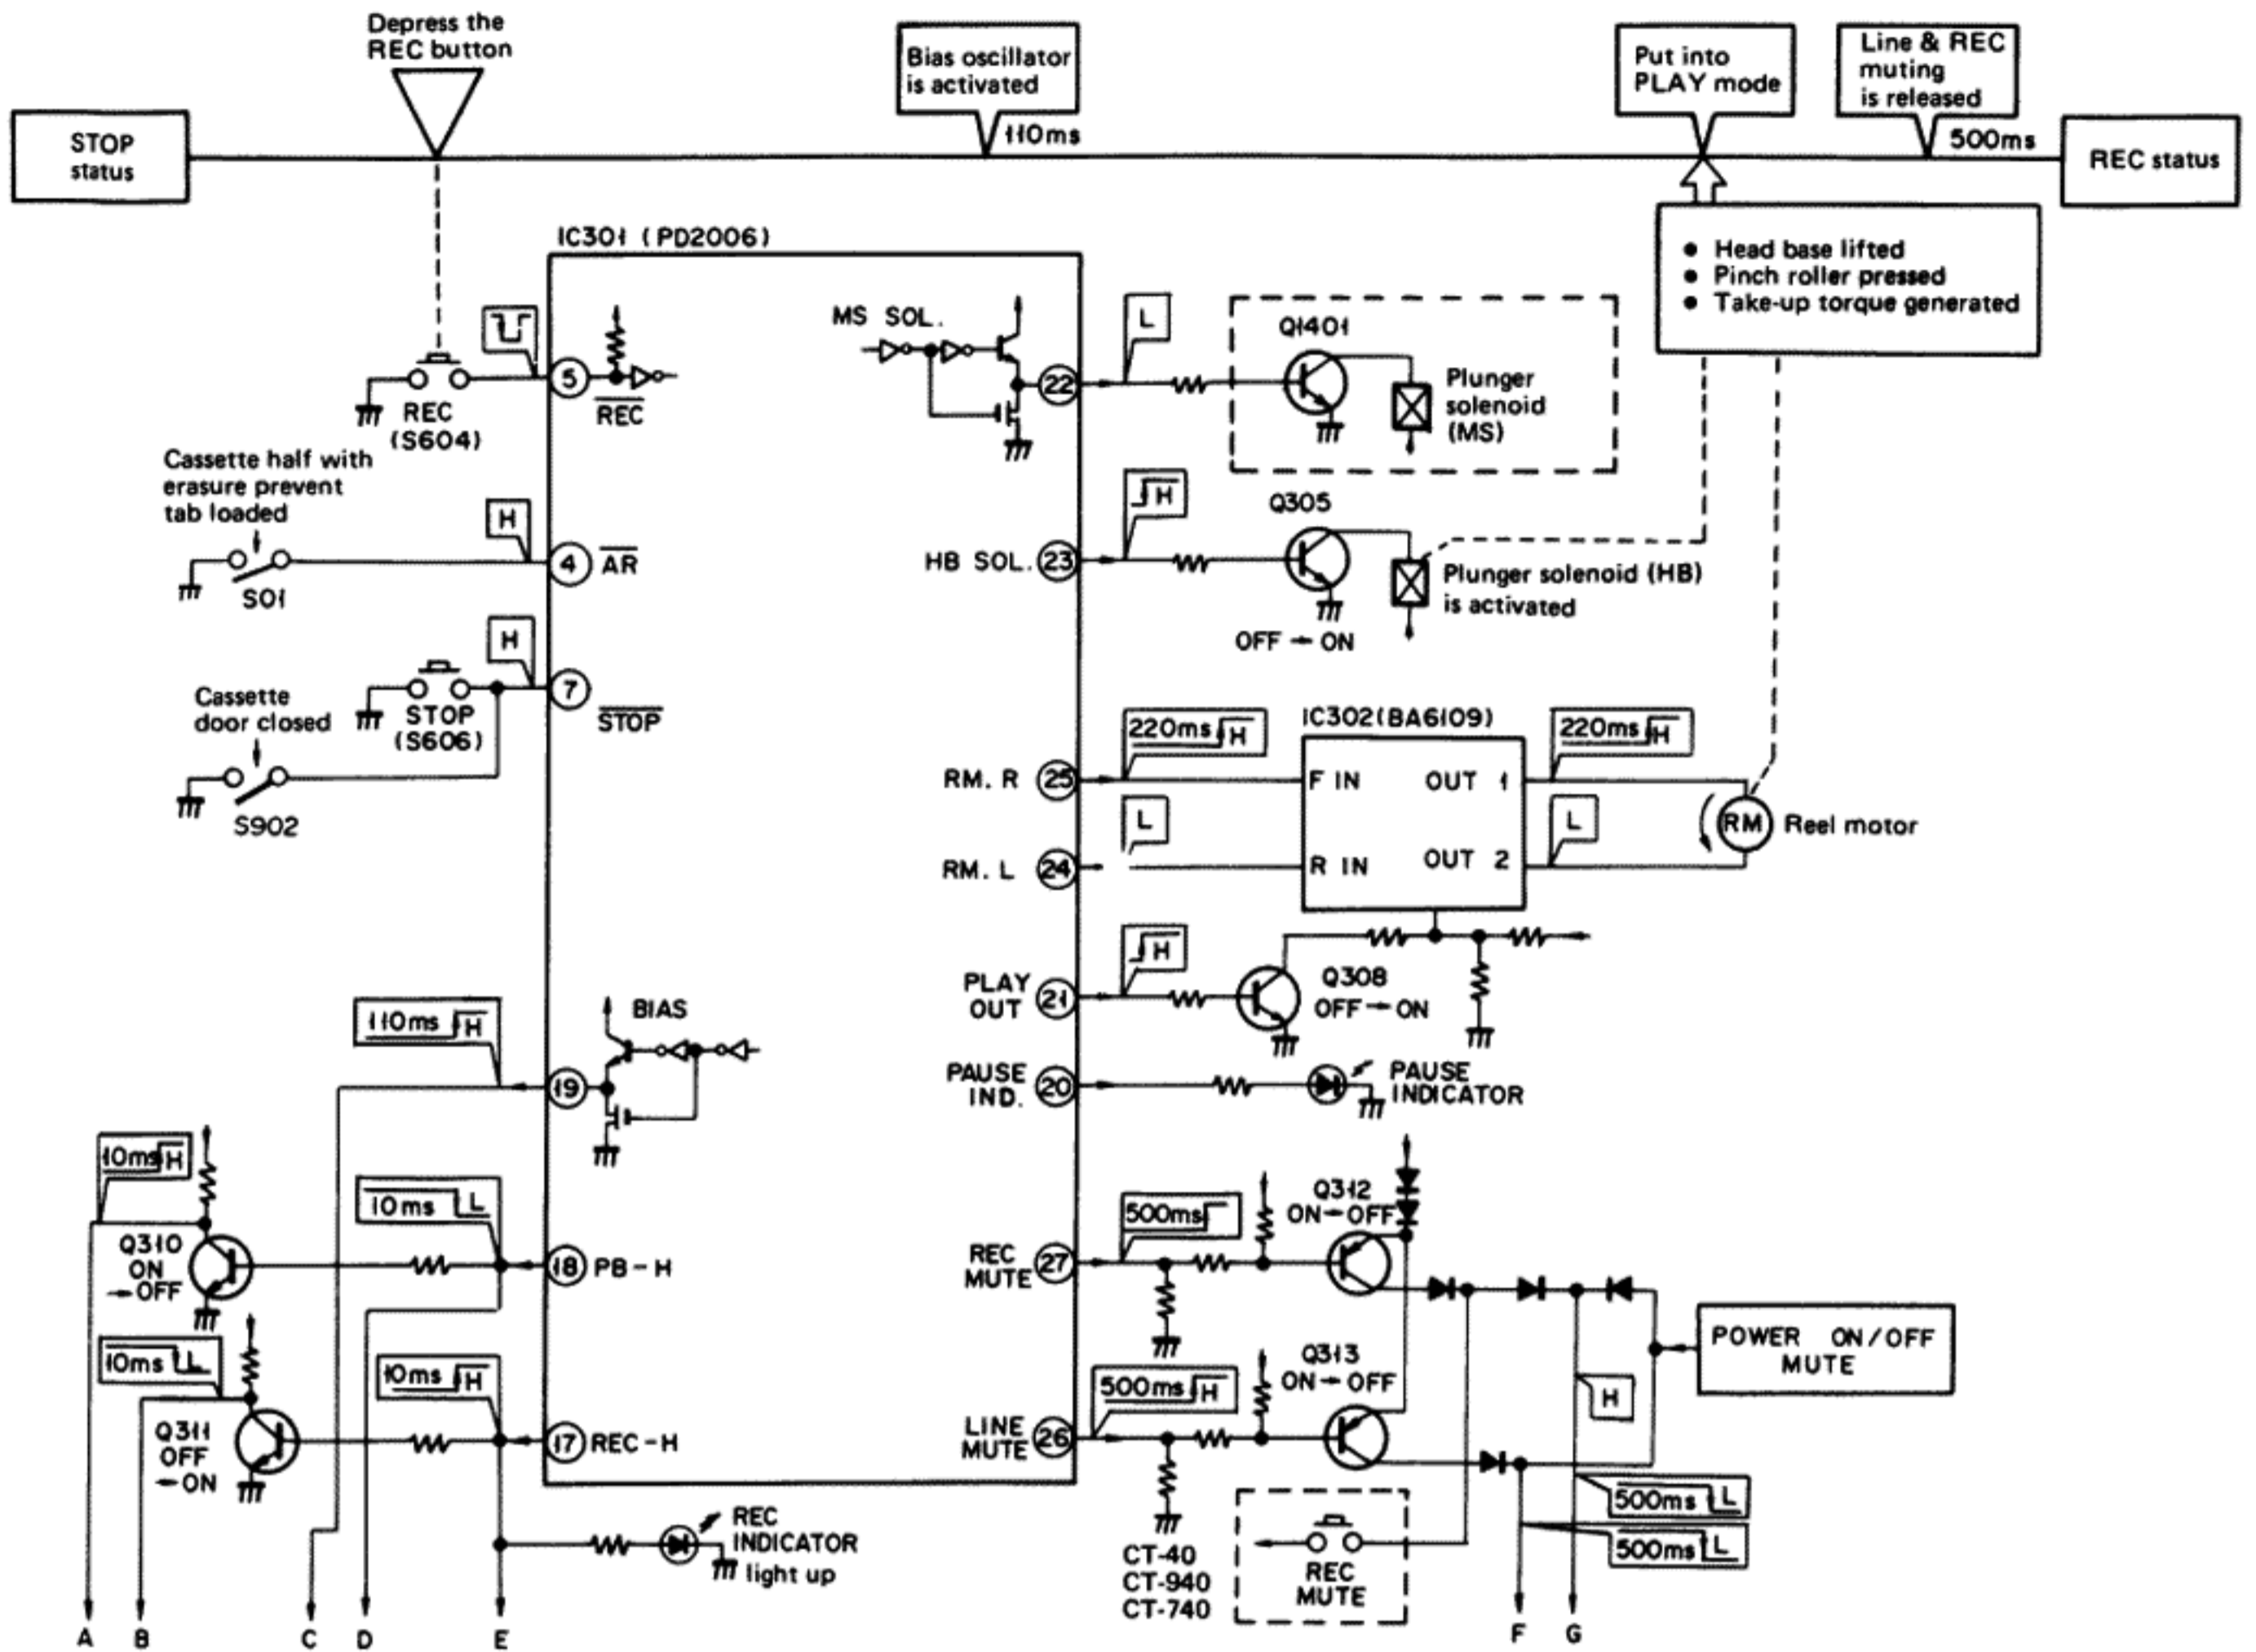 Depress the
REC button
Bias oscillator
is activated
110ms
Put into
PLAY mode
Line & REC
muting
is released
500ms
STOP
status
REC status
● Head base lifted
● Pinch roller pressed
● Take-up torque generated
IC301 (PD2006)
MS SOL.
L
Q1401
Plunger
solenoid
(MS)
22
5
REC
REC
(S604)
Cassette half with
erasure prevent
tab loaded
H
4
AR
S01
H
Q305
HB SOL.
23
Plunger solenoid (HB)
is activated
OFF → ON
H
7
STOP
STOP
(S606)
Cassette
door closed
S902
220ms H
IC302(BA6109)
220ms H
RM. R
25
F IN
OUT 1
L
L
RM
Reel motor
RM. L
24
R IN
OUT 2
H
PLAY
OUT
21
Q308
OFF → ON
110ms H
BIAS
19
PAUSE
IND.
20
PAUSE
INDICATOR
10ms H
10ms L
Q310
ON
→ OFF
18
PB-H
500ms
Q312
ON → OFF
REC
MUTE
27
10ms L
10ms H
Q311
OFF
→ ON
17
REC-H
POWER ON/OFF
MUTE
500ms H
Q313
ON → OFF
LINE
MUTE
26
H
500ms L
500ms L
REC
INDICATOR
light up
CT-40
CT-940
CT-740
REC
MUTE
A
B
C
D
E
F
G